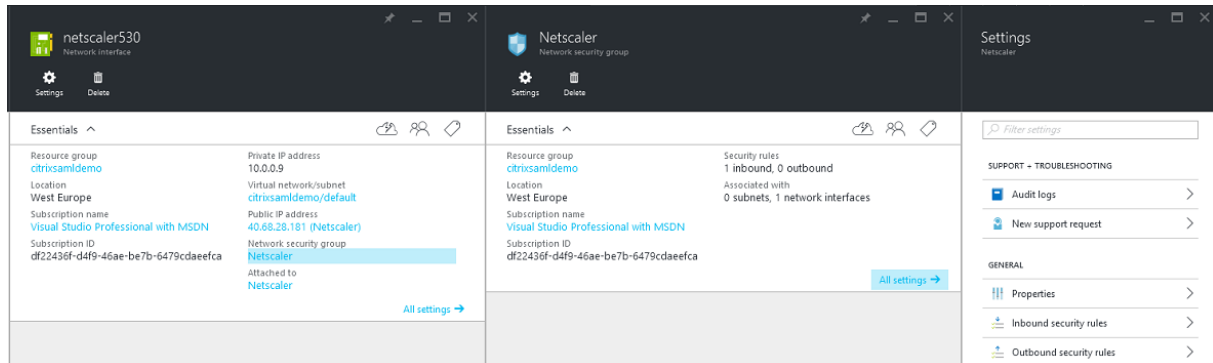 netscaler530
Network interface
Settings
Delete
Essentials
Resource group
citrixsamldemo
Location
West Europe
Subscription name
Visual Studio Professional with MSDN
Subscription ID
df22436f-d4f9-46ae-be7b-6479cdaeefca
Private IP address
10.0.0.9
Virtual network/subnet
citrixsamldemo/default
Public IP address
40.68.28.181 (Netscaler)
Network security group
Netscaler
Attached to
Netscaler
All settings →
Netscaler
Network security group
Settings
Delete
Essentials
Resource group
citrixsamldemo
Location
West Europe
Subscription name
Visual Studio Professional with MSDN
Subscription ID
df22436f-d4f9-46ae-be7b-6479cdaeefca
Security rules
1 inbound, 0 outbound
Associated with
0 subnets, 1 network interfaces
All settings →
Settings
Netscaler
Filter settings
SUPPORT + TROUBLESHOOTING
Audit logs
New support request
GENERAL
Properties
Inbound security rules
Outbound security rules